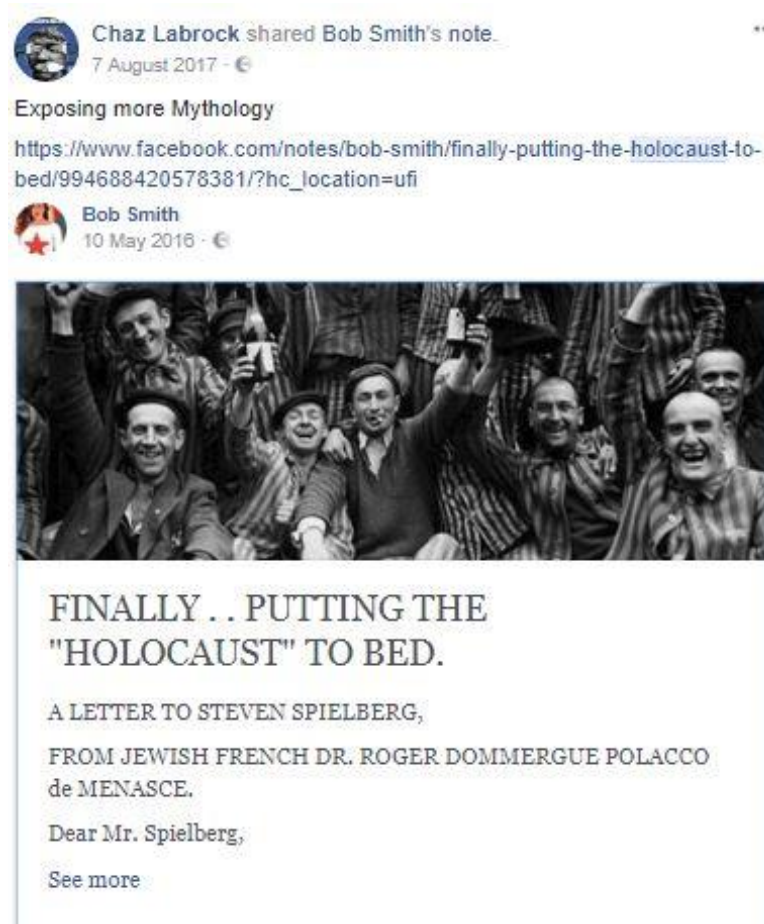 Chaz Labrock shared Bob Smith's note.
7 August 2017 ·
Exposing more Mythology
https://www.facebook.com/notes/bob-smith/finally-putting-the-holocaust-to-
bed/994688420578381/?hc_location=ufi
Bob Smith
10 May 2016 ·
FINALLY . . PUTTING THE
"HOLOCAUST" TO BED.
A LETTER TO STEVEN SPIELBERG,
FROM JEWISH FRENCH DR. ROGER DOMMERGUE POLACCO
de MENASCE.
Dear Mr. Spielberg,
See more